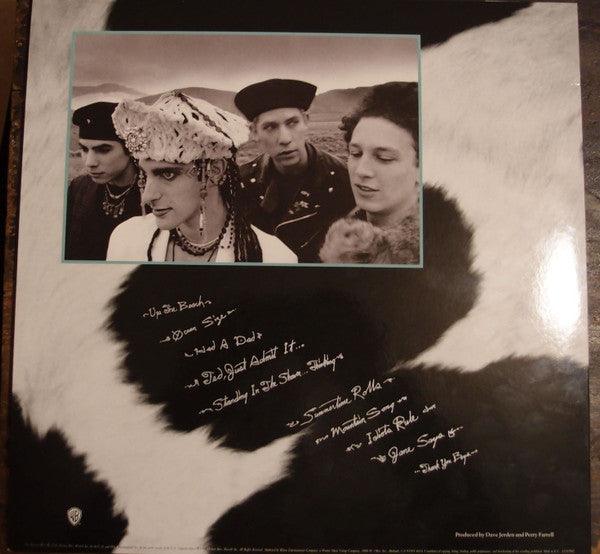 Up The Beach
Ocean Size
Had A Dad
Ted, Just Admit It...
Standing In The Shower...Thinking
Summertime Rolls
Mountain Song
Idiots Rule
Jane Says
Thank You Boys
WB
Produced by Dave Jerden and Perry Farrell